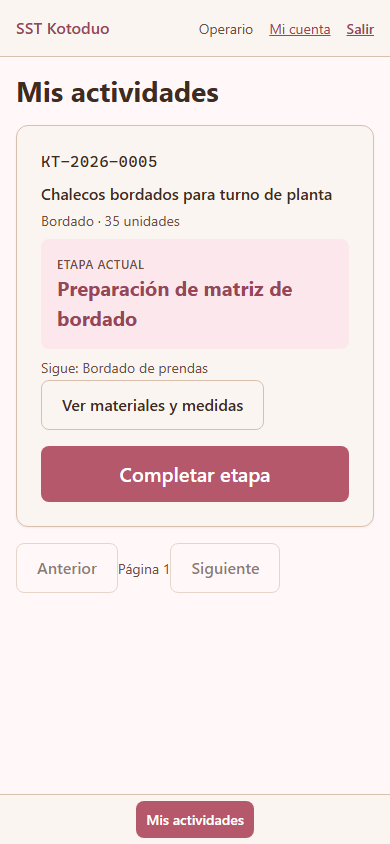 SST Kotoduo Operario Mi cuenta Salir
Mis actividades
KT-2026-0005
Chalecos bordados para turno de planta
Bordado · 35 unidades
ETAPA ACTUAL
Preparación de matriz de
bordado
Sigue: Bordado de prendas
Ver materiales y medidas
Completar etapa
Anterior Página 1 Siguiente
Mis actividades